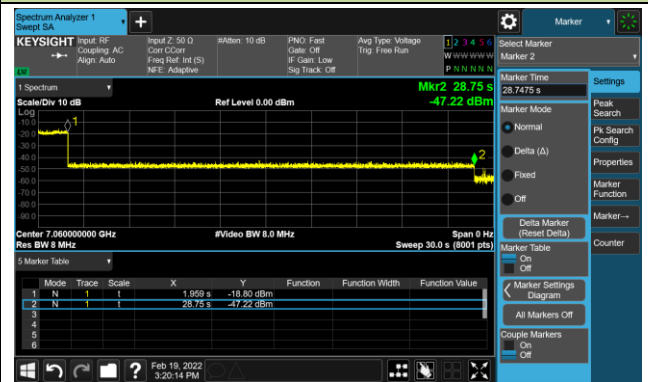 Spectrum Analyzer 1
Swept SA
+
Marker
KEYSIGHT
Input: RF
Coupling: AC
Align: Auto
Input Z: 50 Ω
Corr CCorr
Freq Ref: Int (S)
NFE: Adaptive
#Atten: 10 dB
PNO: Fast
Gate: Off
IF Gain: Low
Sig Track: Off
Avg Type: Voltage
Trig: Free Run
1 2 3 4 5 6
W W W W W W
P N N N N N
LXI
Select Marker
Marker 2
Marker Time
28.7475 s
Marker Mode
Normal
Delta (Δ)
Fixed
Off
Delta Marker
(Reset Delta)
Marker Table
On
Off
Marker Settings
Diagram
All Markers Off
Couple Markers
On
Off
Settings
Peak
Search
Pk Search
Config
Properties
Marker
Function
Marker→
Counter
1 Spectrum
Scale/Div 10 dB
Ref Level 0.00 dBm
Mkr2 28.75 s
-47.22 dBm
Log
-10.0
-20.0
-30.0
-40.0
-50.0
-60.0
-70.0
-80.0
-90.0
1
2
Center 7.060000000 GHz
Res BW 8 MHz
#Video BW 8.0 MHz
Span 0 Hz
Sweep 30.0 s (8001 pts)
5 Marker Table
Mode Trace Scale X Y Function Function Width Function Value
1 N 1 t 1.959 s -18.80 dBm
2 N 1 t 28.75 s -47.22 dBm
3
4
5
6
?
Feb 19, 2022
3:20:14 PM